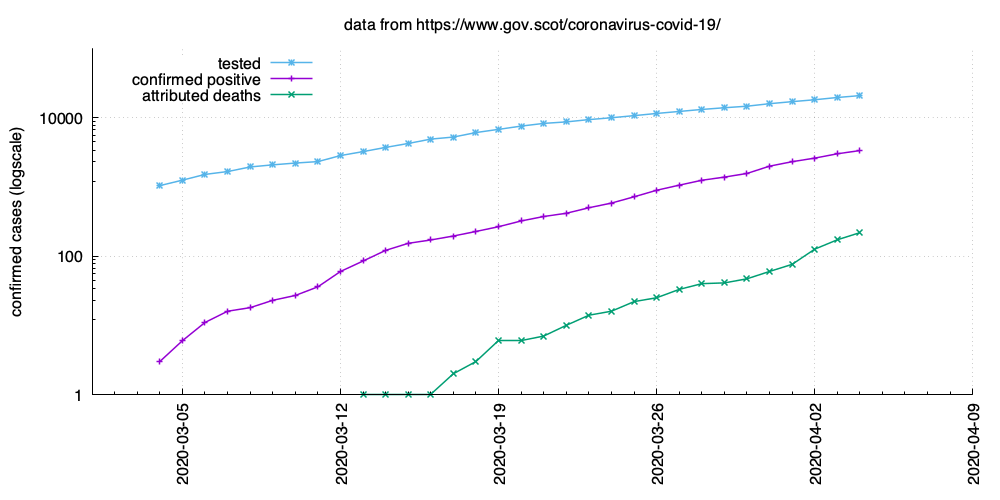 data from https://www.gov.scot/coronavirus-covid-19/
tested
confirmed positive
attributed deaths
confirmed cases (logscale)
10000
100
1
2020-03-05
2020-03-12
2020-03-19
2020-03-26
2020-04-02
2020-04-09